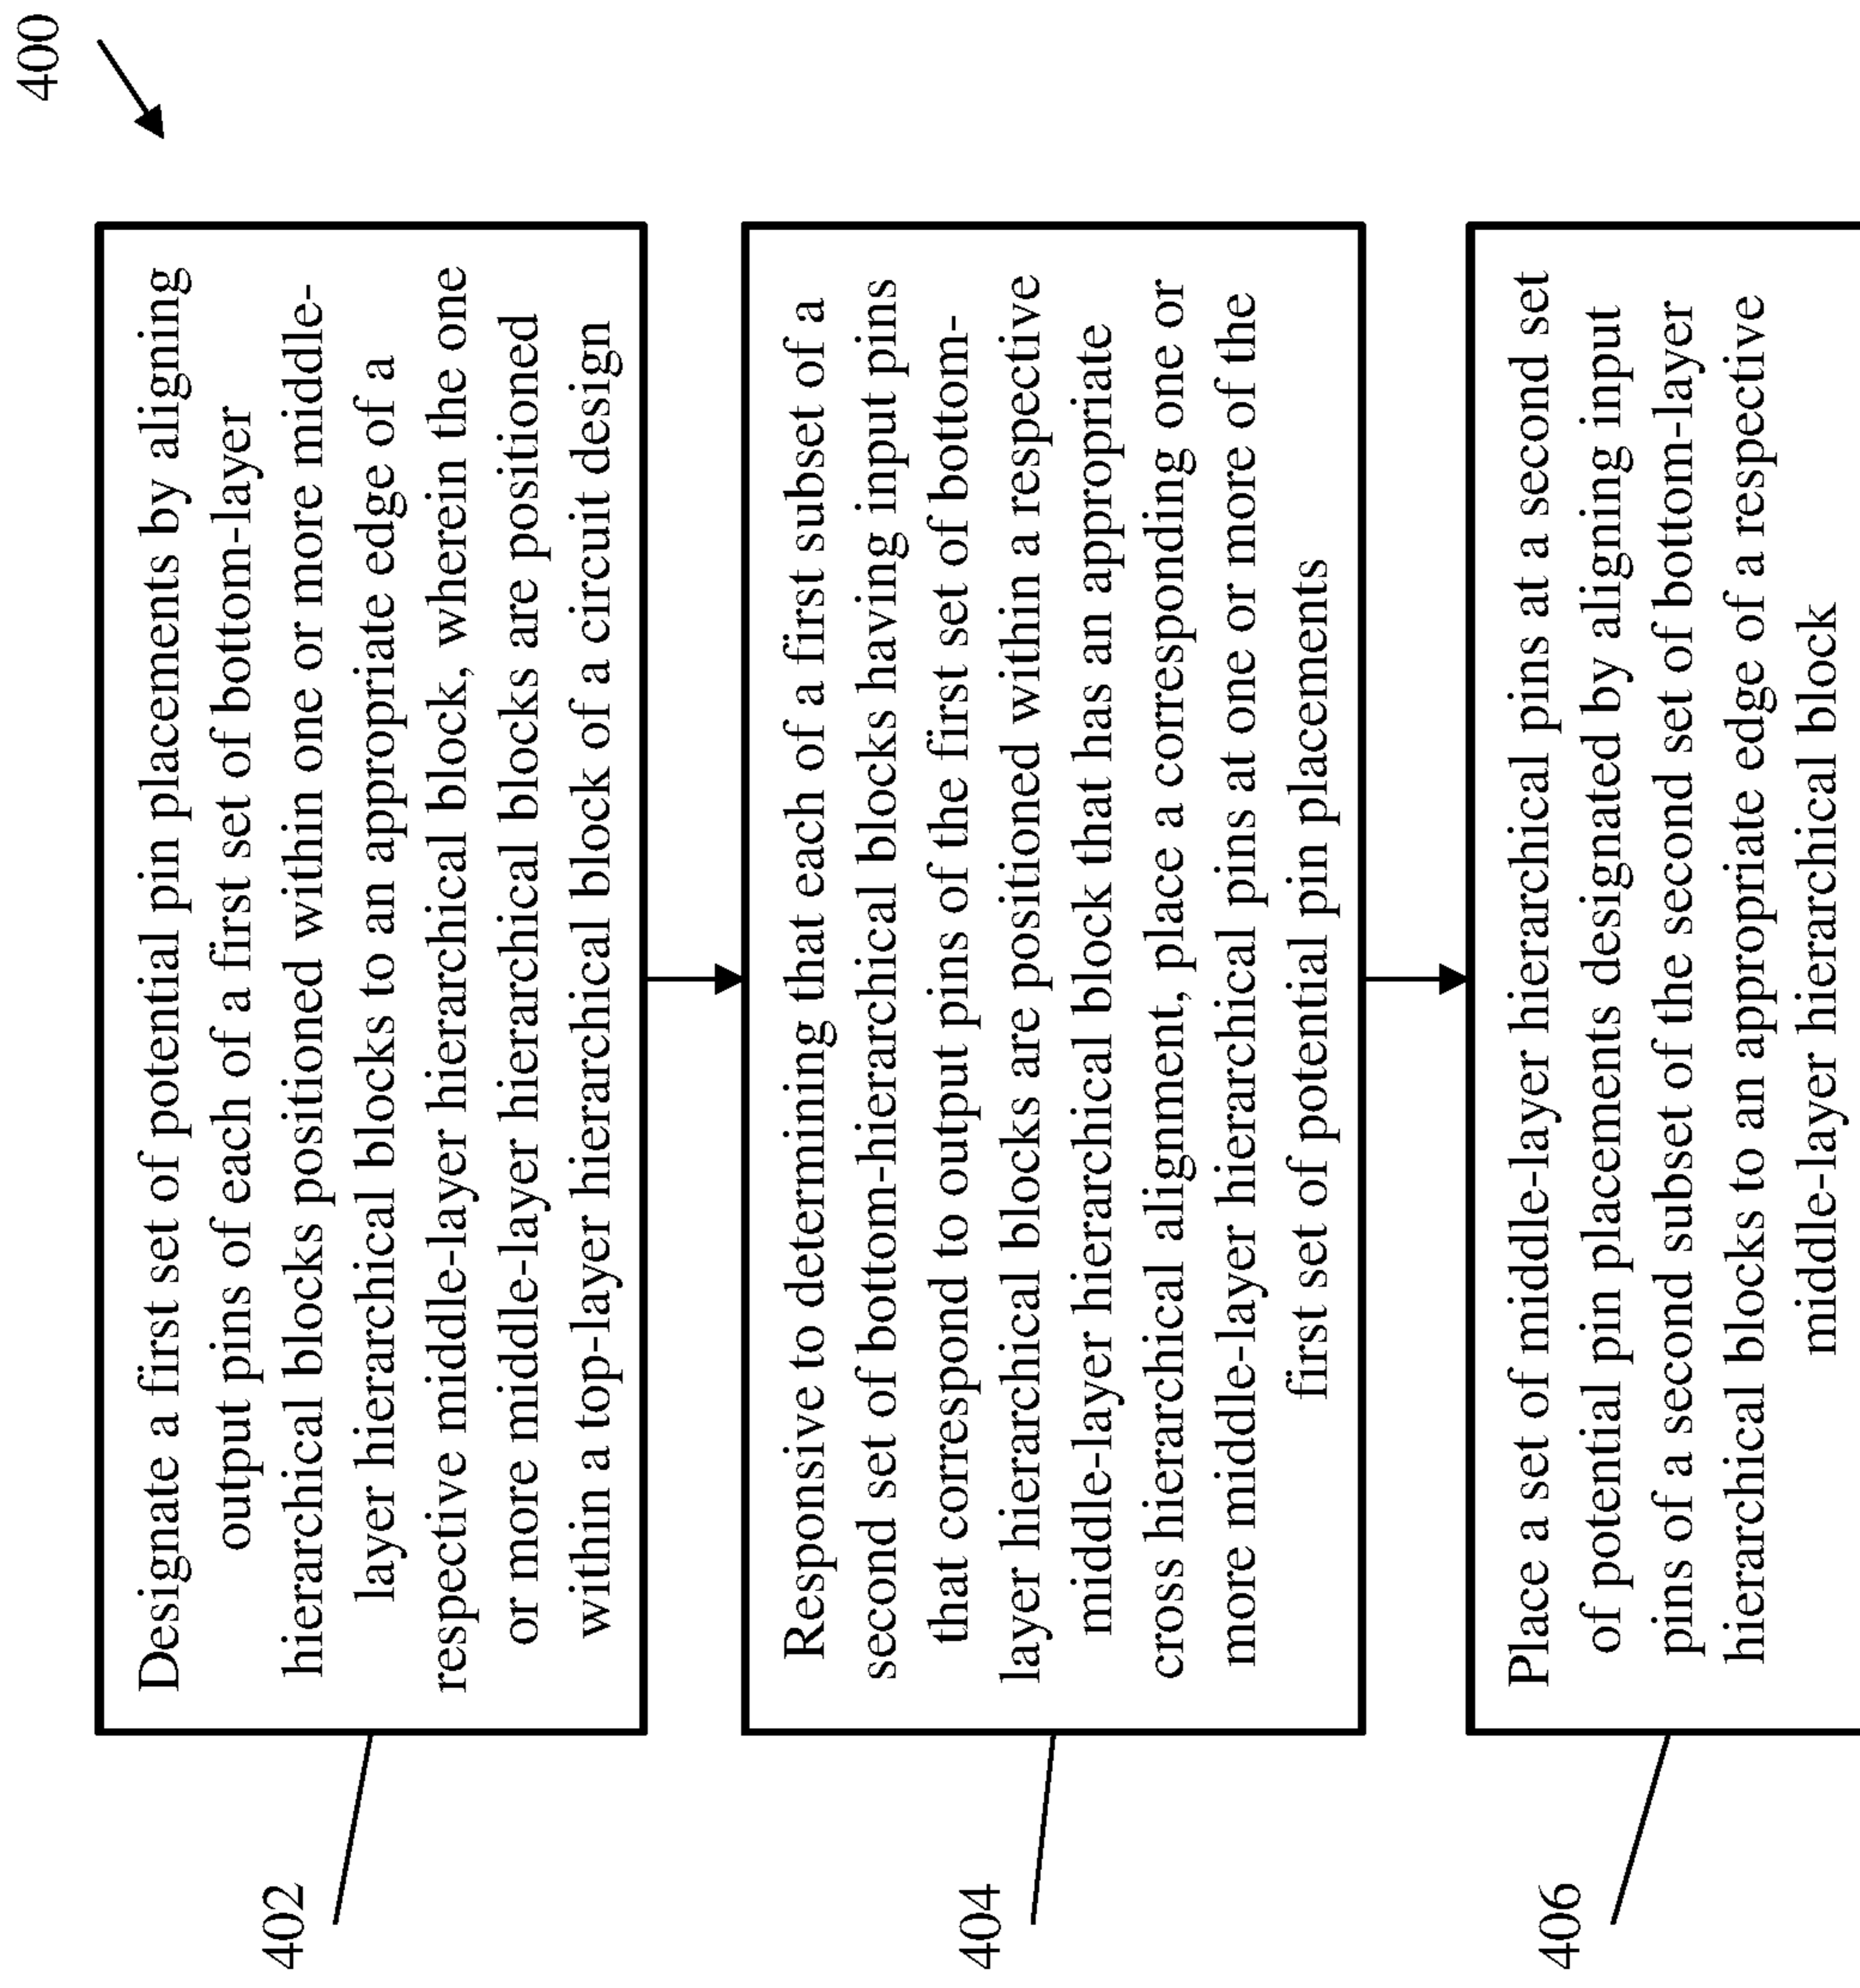 400
402
Designate a first set of potential pin placements by aligning
output pins of each of a first set of bottom-layer
hierarchical blocks positioned within one or more middle-
layer hierarchical blocks to an appropriate edge of a
respective middle-layer hierarchical block, wherein the one
or more middle-layer hierarchical blocks are positioned
within a top-layer hierarchical block of a circuit design
404
Responsive to determining that each of a first subset of a
second set of bottom-hierarchical blocks having input pins
that correspond to output pins of the first set of bottom-
layer hierarchical blocks are positioned within a respective
middle-layer hierarchical block that has an appropriate
cross hierarchical alignment, place a corresponding one or
more middle-layer hierarchical pins at one or more of the
first set of potential pin placements
406
Place a set of middle-layer hierarchical pins at a second set
of potential pin placements designated by aligning input
pins of a second subset of the second set of bottom-layer
hierarchical blocks to an appropriate edge of a respective
middle-layer hierarchical block